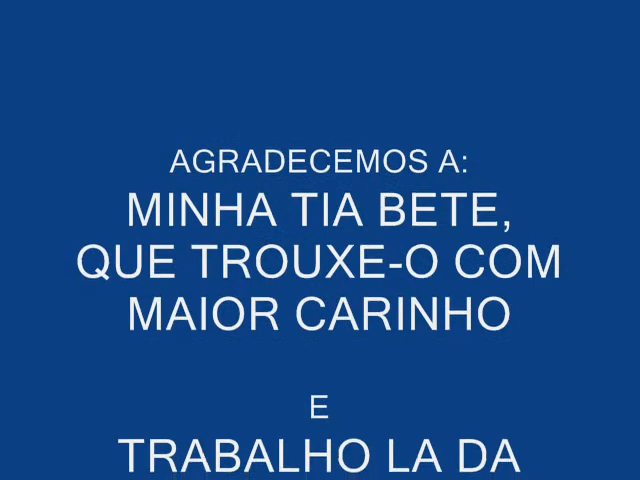 AGRADECEMOS A:
MINHA TIA BETE,
QUE TROUXE-O COM
MAIOR CARINHO
E
TRABALHO LA DA